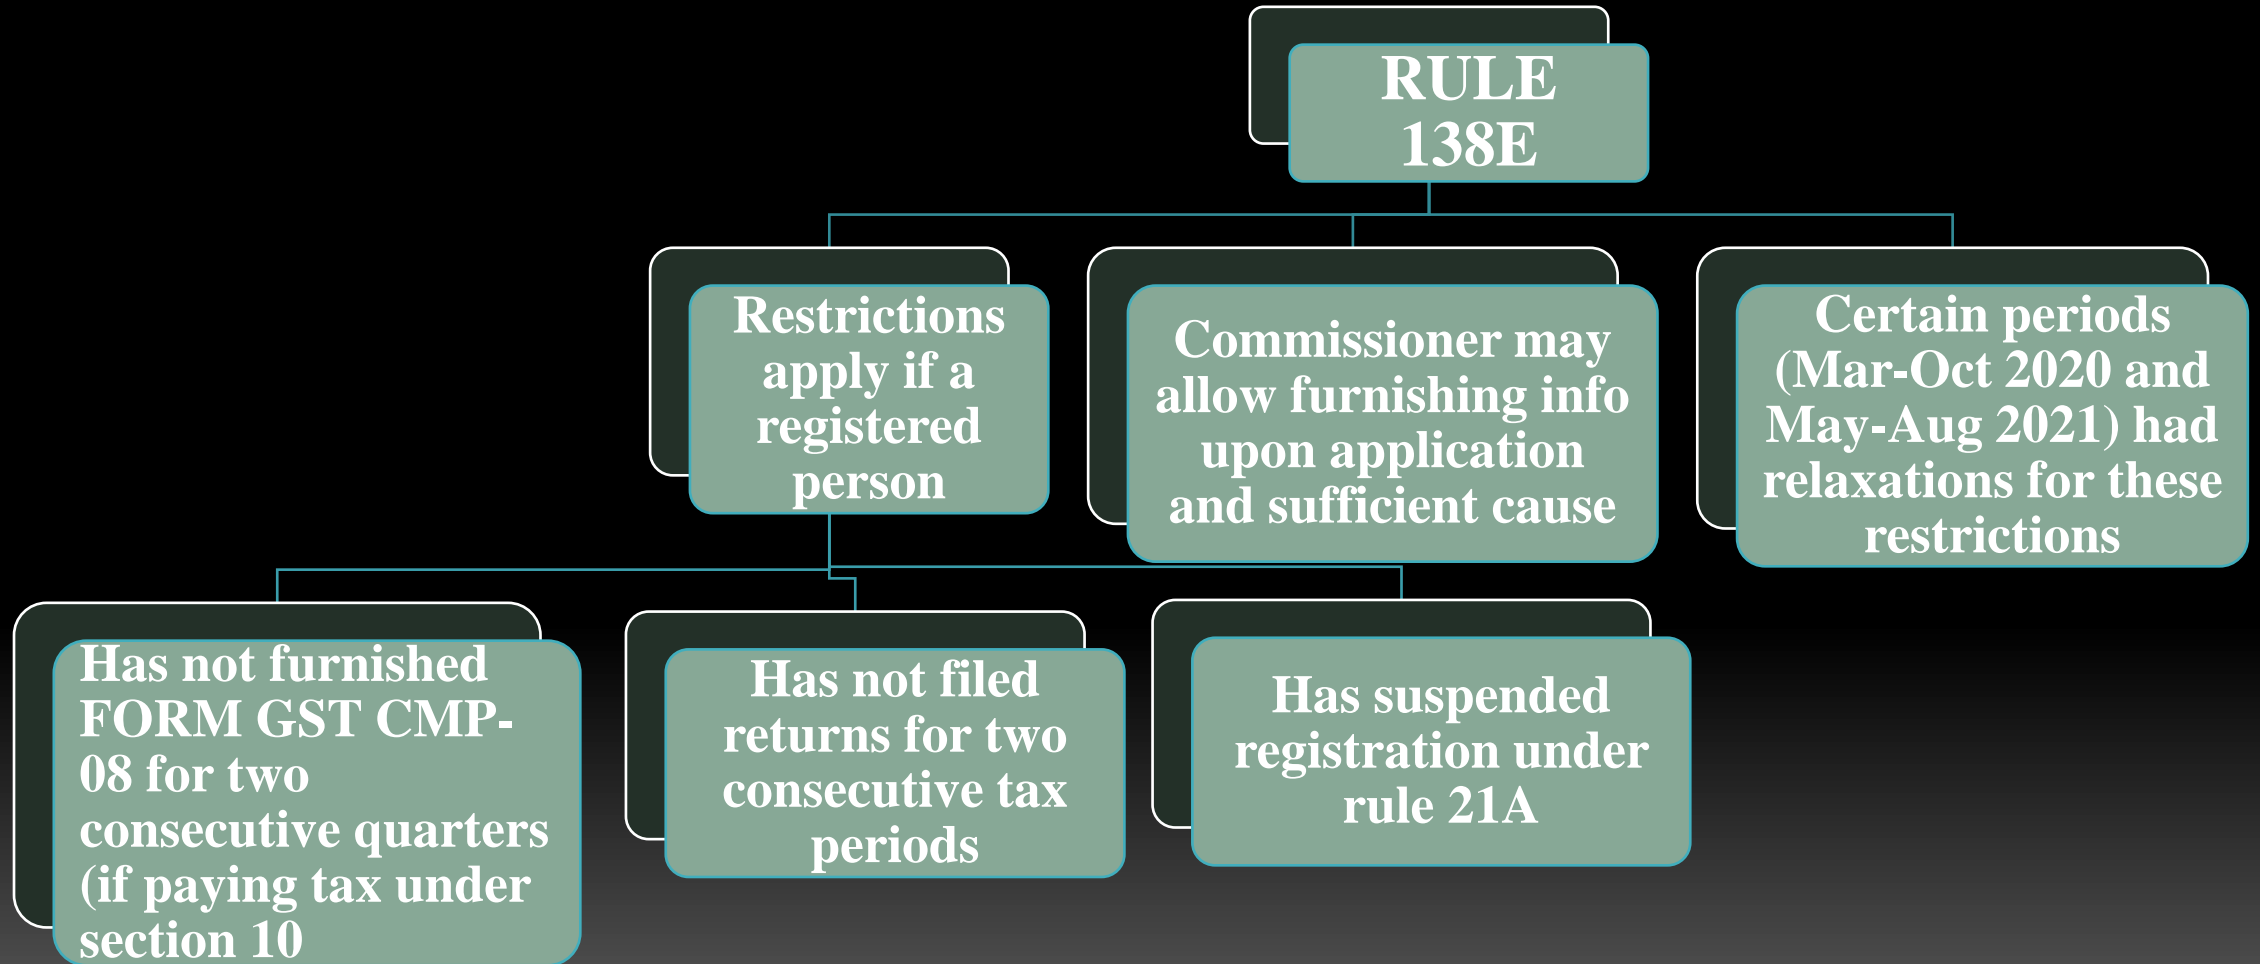 RULE
138E
Restrictions
apply if a
registered
person
Commissioner may
allow furnishing info
upon application
and sufficient cause
Certain periods
(Mar-Oct 2020 and
May-Aug 2021) had
relaxations for these
restrictions
Has not furnished
FORM GST CMP-
08 for two
consecutive quarters
(if paying tax under
section 10
Has not filed
returns for two
consecutive tax
periods
Has suspended
registration under
rule 21A